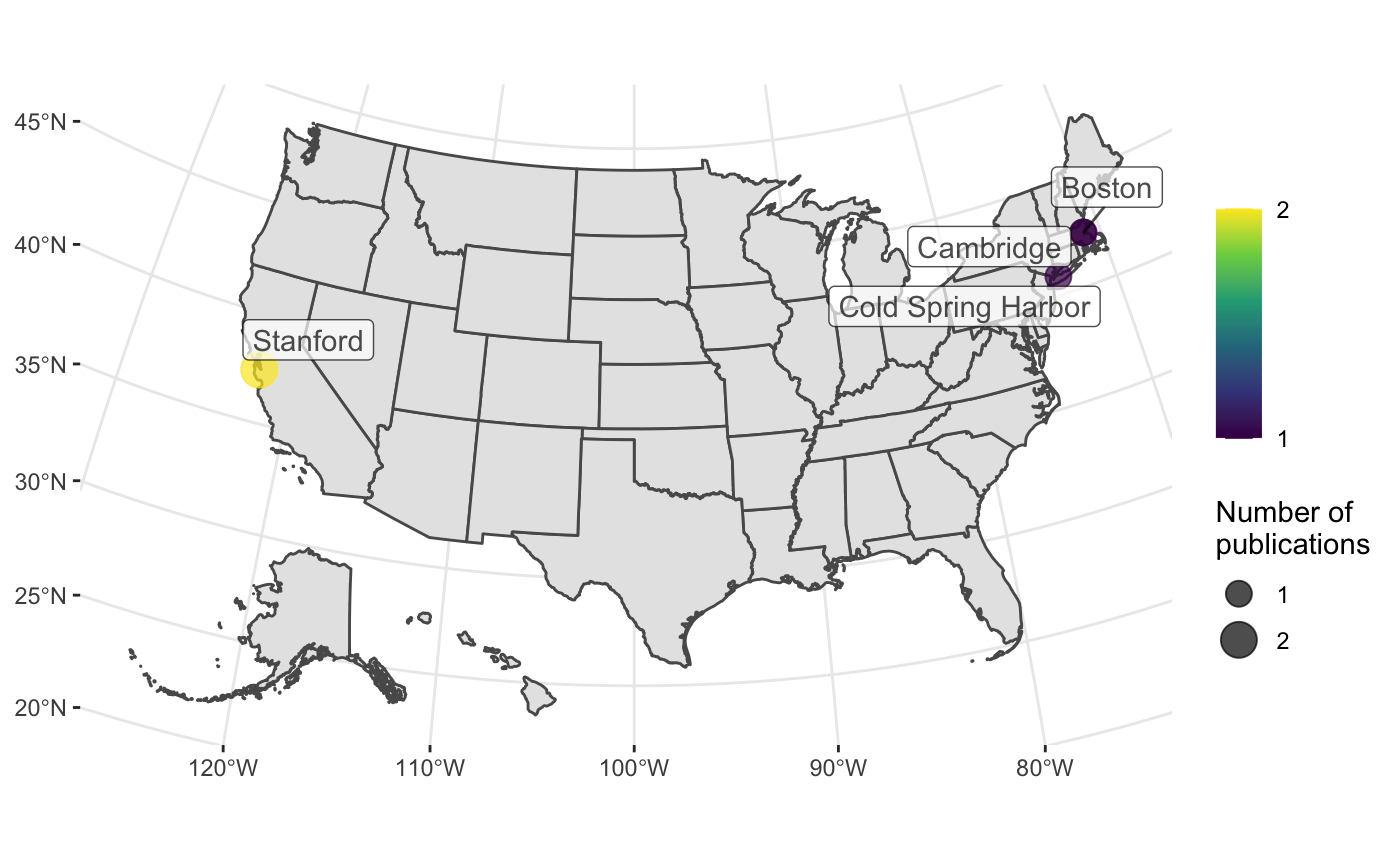 45°N
40°N
35°N
30°N
25°N
20°N
120°W
110°W
100°W
90°W
80°W
Boston
Cambridge
Cold Spring Harbor
Stanford
2
1
Number of
publications
1
2